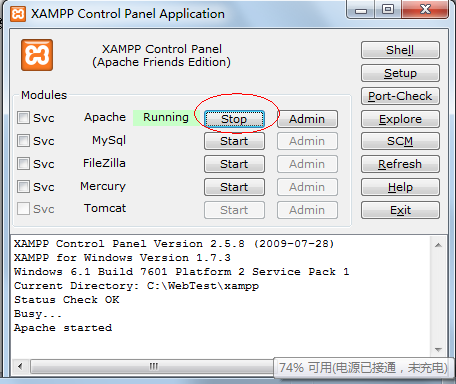 XAMPP Control Panel Application
XAMPP Control Panel
(Apache Friends Edition)
Shell
Setup
Port-Check
Explore
SCM
Refresh
Help
Exit
Modules
Svc Apache Running Stop Admin
Svc MySql Start Admin
Svc FileZilla Start Admin
Svc Mercury Start Admin
Svc Tomcat Start Admin
XAMPP Control Panel Version 2.5.8 (2009-07-28)
XAMPP for Windows Version 1.7.3
Windows 6.1 Build 7601 Platform 2 Service Pack 1
Current Directory: C:\WebTest\xampp
Status Check OK
Busy...
Apache started
74% 可用(电源已接通，未充电)